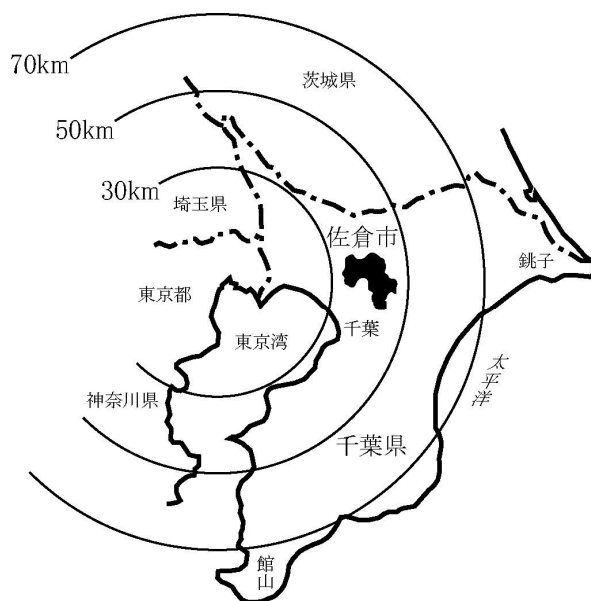 70km
茨城県
50km
30km
埼玉県
佐倉市
銚子
東京都
東京湾
千葉
太平洋
神奈川県
千葉県
館山